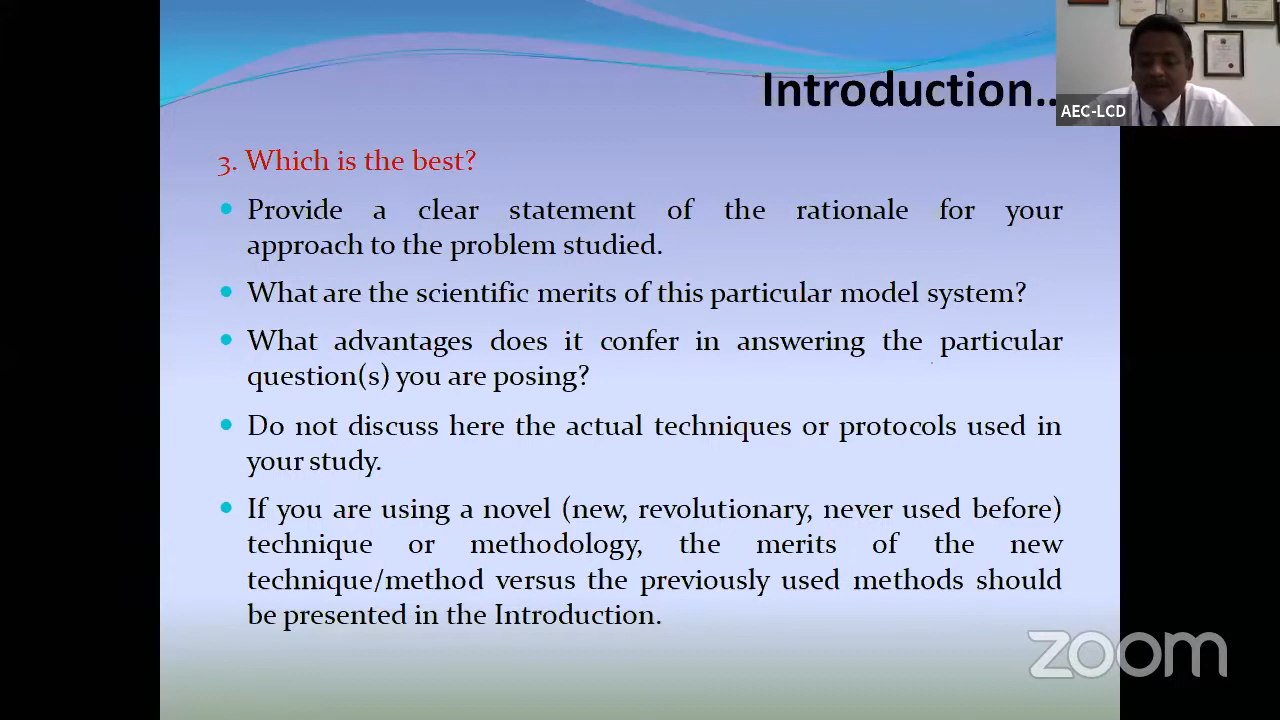 Introduction..
AEC-LCD
3. Which is the best?
Provide a clear statement of the rationale for your
approach to the problem studied.
What are the scientific merits of this particular model system?
What advantages does it confer in answering the particular
question(s) you are posing?
Do not discuss here the actual techniques or protocols used in
your study.
If you are using a novel (new, revolutionary, never used before)
technique or methodology, the merits of the new
technique/method versus the previously used methods should
be presented in the Introduction.
zoom